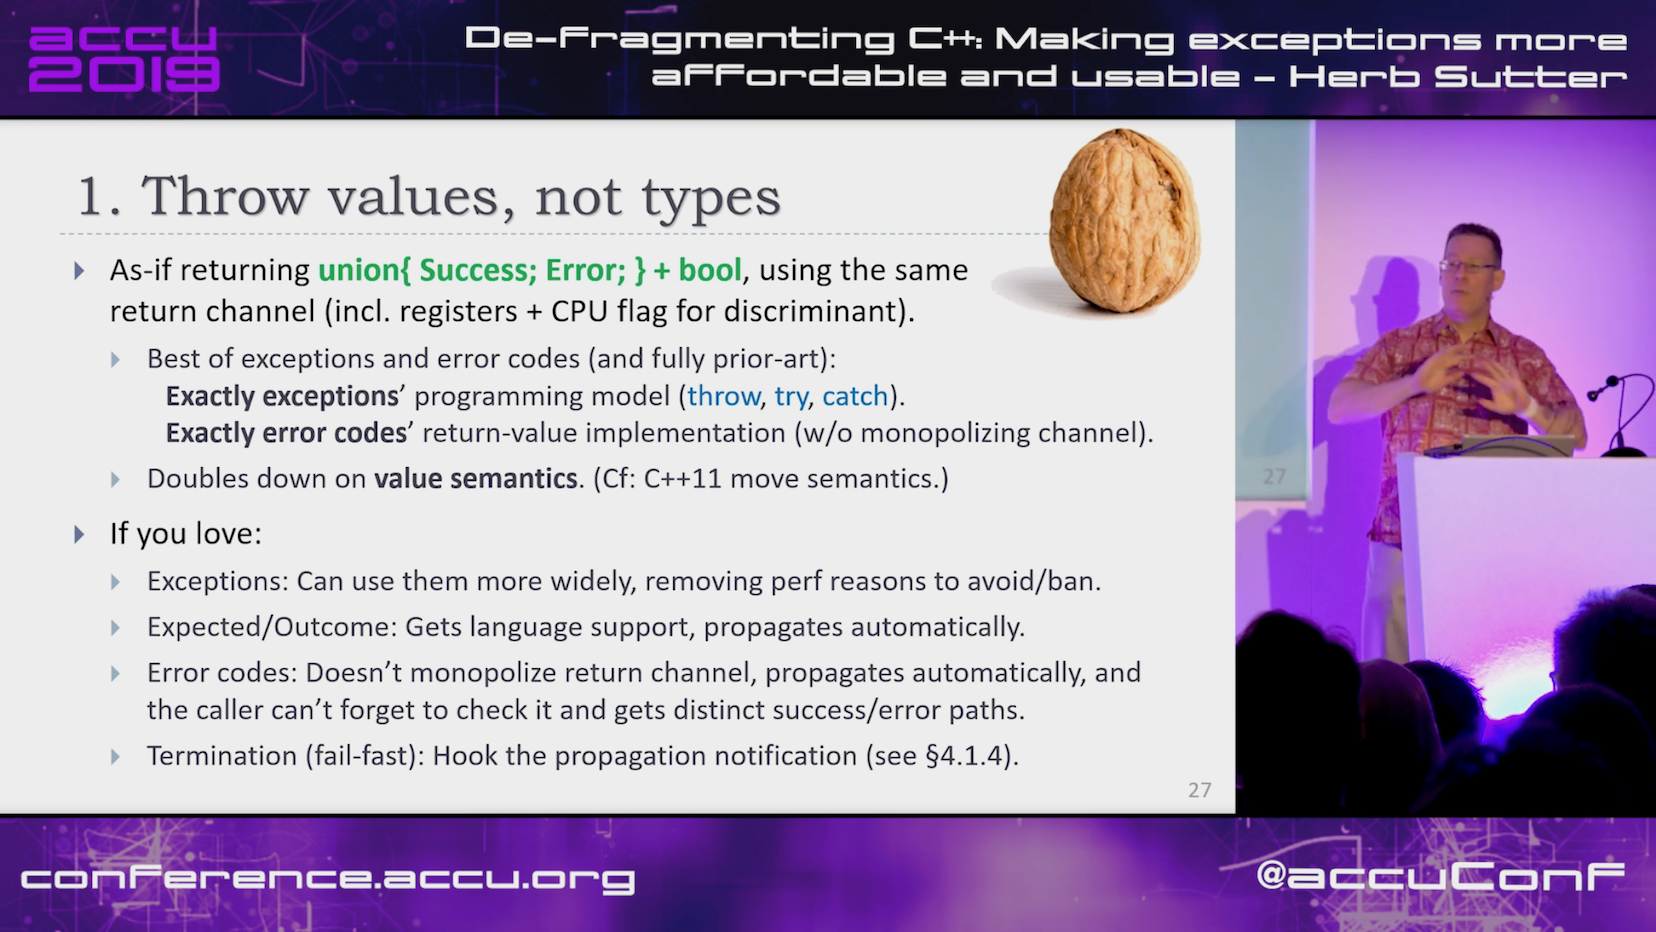 accu
2019
De-fragmenting C++: Making exceptions more
affordable and usable – Herb Sutter
1. Throw values, not types
As-if returning union{ Success; Error; } + bool, using the same
return channel (incl. registers + CPU flag for discriminant).
Best of exceptions and error codes (and fully prior-art):
Exactly exceptions’ programming model (throw, try, catch).
Exactly error codes’ return-value implementation (w/o monopolizing channel).
Doubles down on value semantics. (Cf: C++11 move semantics.)
If you love:
Exceptions: Can use them more widely, removing perf reasons to avoid/ban.
Expected/Outcome: Gets language support, propagates automatically.
Error codes: Doesn’t monopolize return channel, propagates automatically, and
the caller can’t forget to check it and gets distinct success/error paths.
Termination (fail-fast): Hook the propagation notification (see §4.1.4).
27
27
conference.accu.org
@accuConf